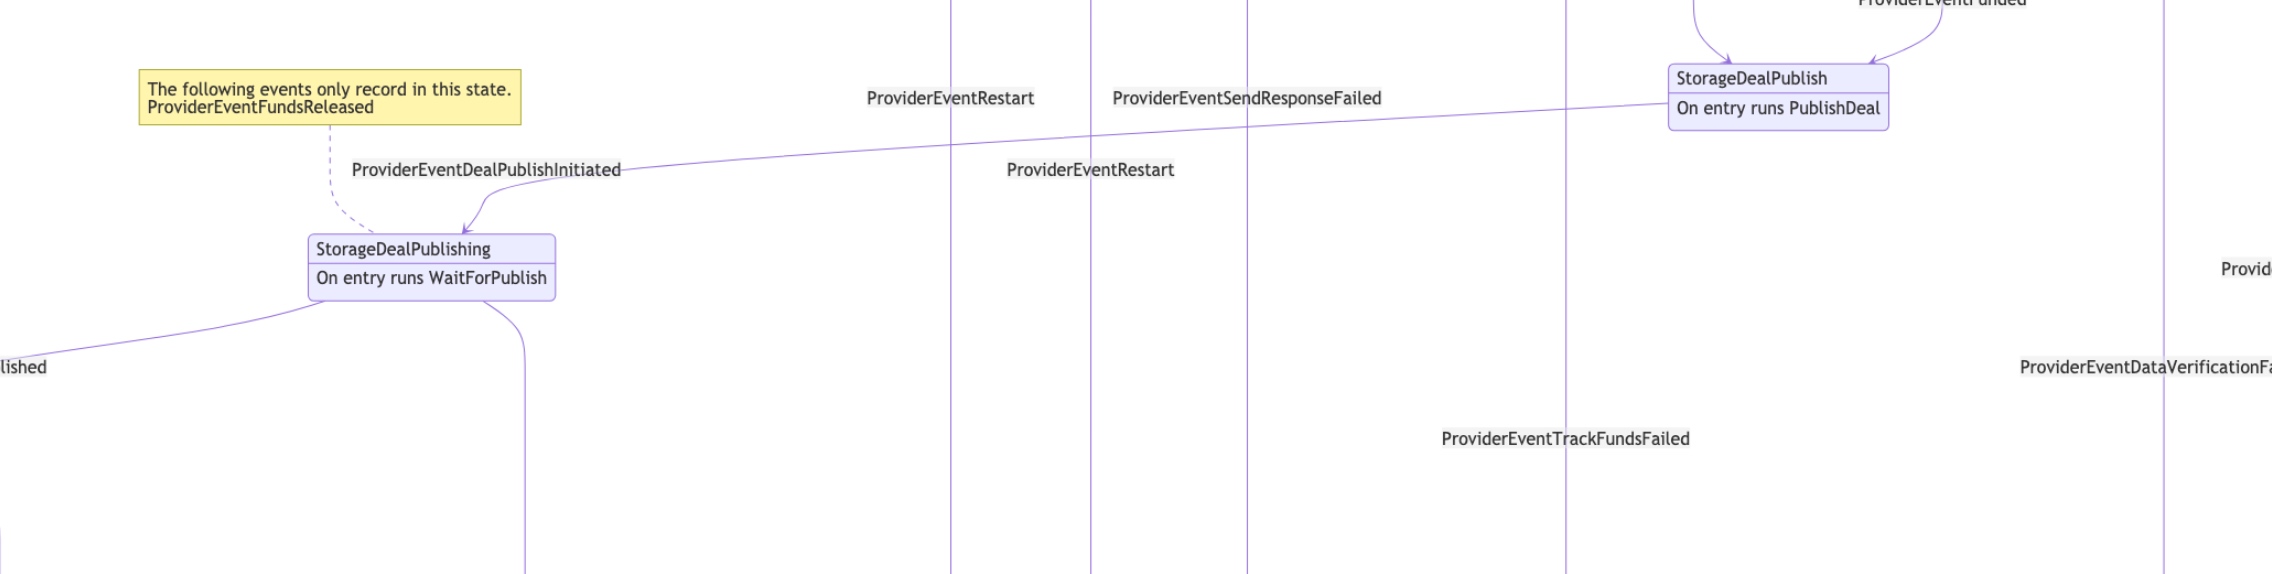 ProviderEventFunded
The following events only record in this state.
ProviderEventFundsReleased
ProviderEventRestart
ProviderEventSendResponseFailed
StorageDealPublish
On entry runs PublishDeal
ProviderEventDealPublishInitiated
ProviderEventRestart
StorageDealPublishing
On entry runs WaitForPublish
Provid
lished
ProviderEventDataVerificationFa
ProviderEventTrackFundsFailed